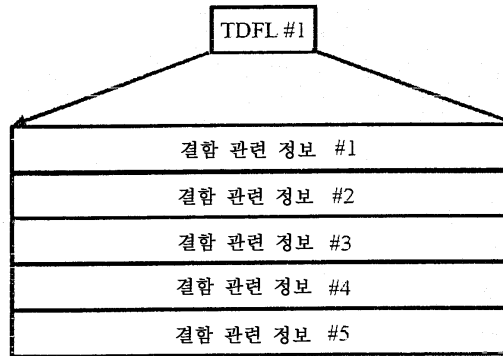 TDFL #1
결함 관련 정보 #1
결함 관련 정보 #2
결함 관련 정보 #3
결함 관련 정보 #4
결함 관련 정보 #5